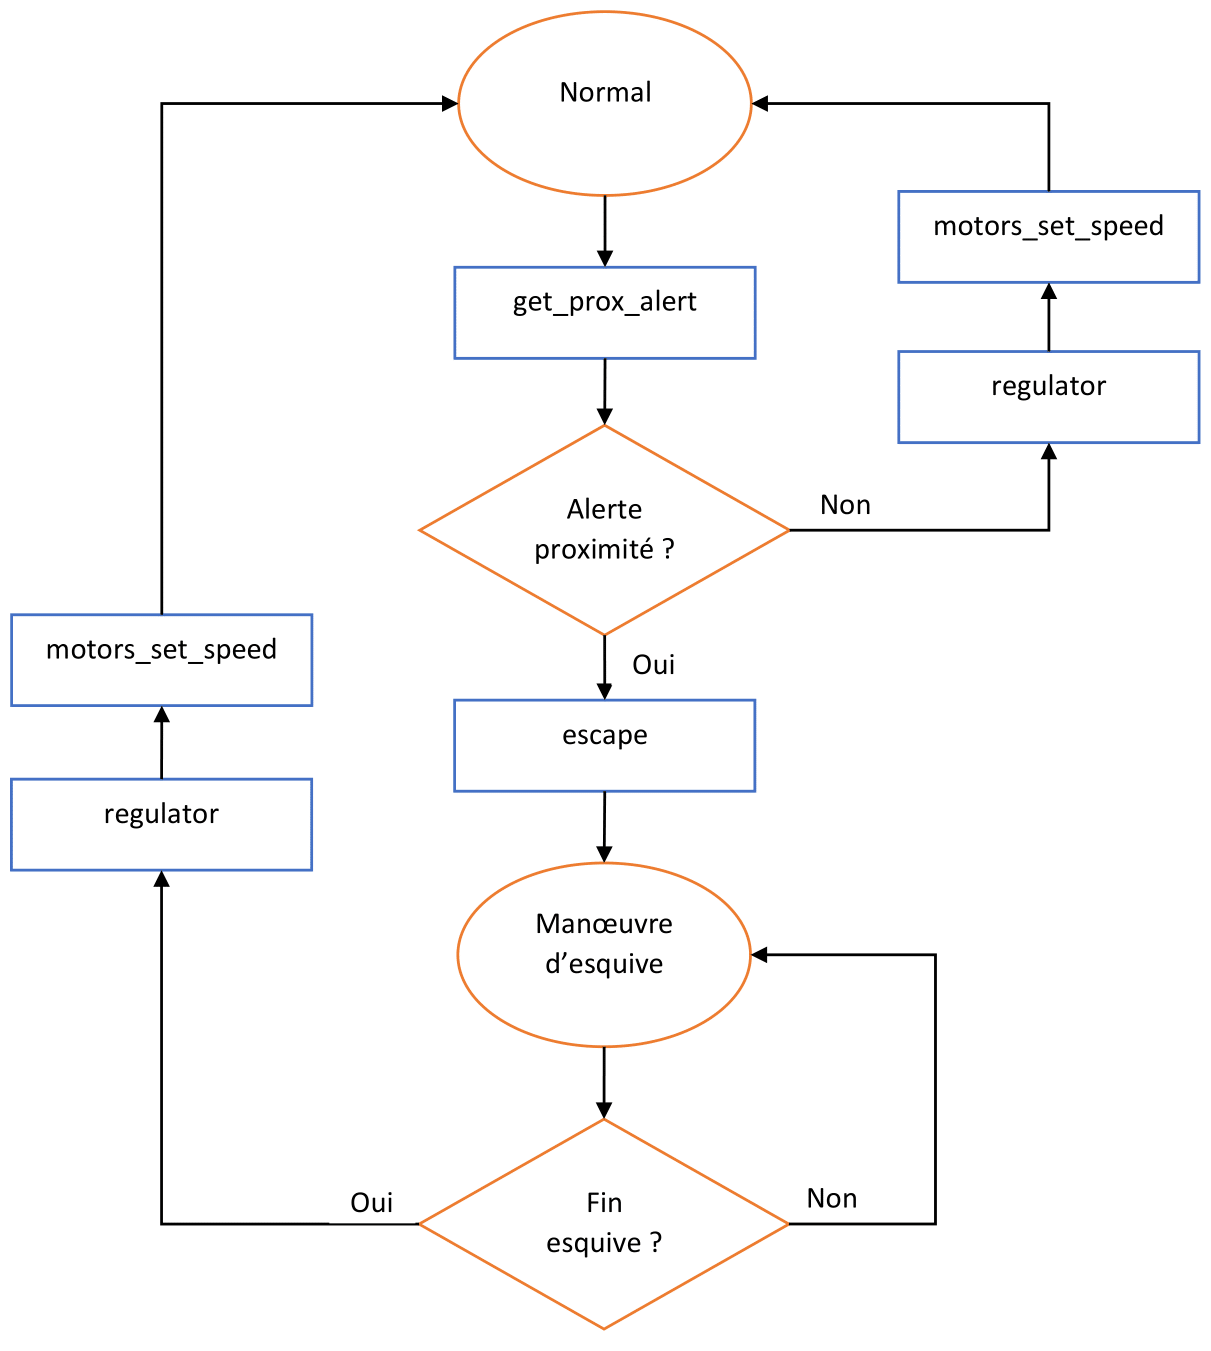 Normal
motors_set_speed
get_prox_alert
regulator
Alerte
proximité ?
Non
Oui
motors_set_speed
escape
regulator
Manœuvre
d’esquive
Oui
Fin
esquive ?
Non